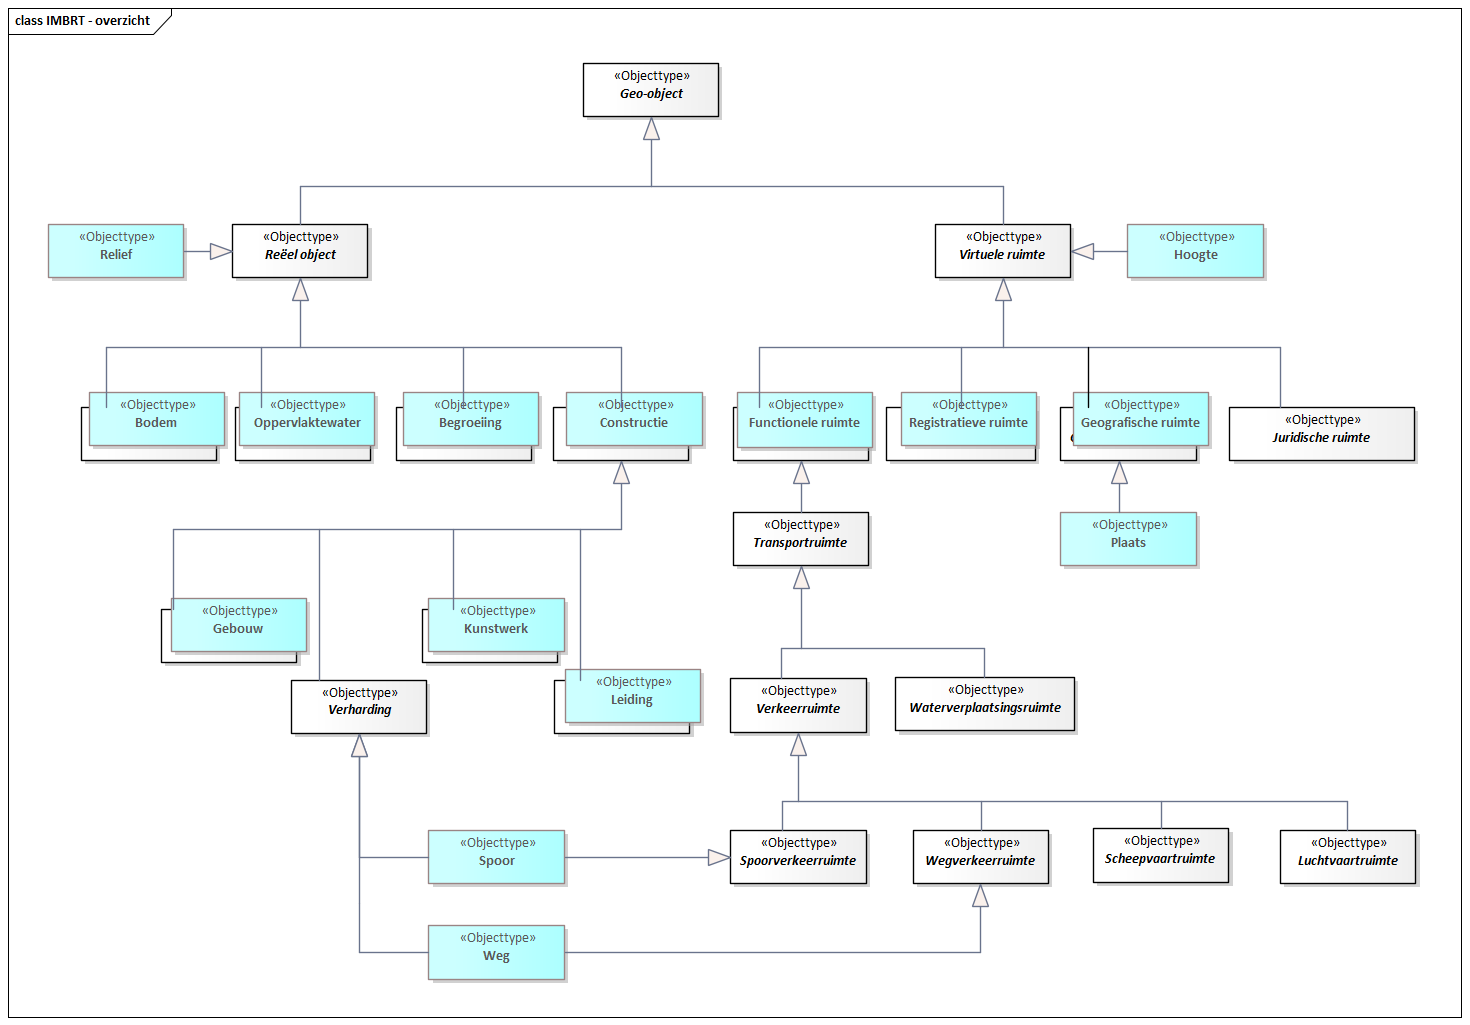 class IMBRT - overzicht
«Objecttype»
Geo-object
«Objecttype»
Relief
«Objecttype»
Reëel object
«Objecttype»
Virtuele ruimte
«Objecttype»
Hoogte
«Objecttype»
Bodem
«Objecttype»
Oppervlaktewater
«Objecttype»
Begroeiing
«Objecttype»
Constructie
«Objecttype»
Functionele ruimte
«Objecttype»
Registratieve ruimte
«Objecttype»
Geografische ruimte
«Objecttype»
Juridische ruimte
«Objecttype»
Transportruimte
«Objecttype»
Plaats
«Objecttype»
Gebouw
«Objecttype»
Kunstwerk
«Objecttype»
Verharding
«Objecttype»
Leiding
«Objecttype»
Verkeerruimte
«Objecttype»
Waterverplaatsingsruimte
«Objecttype»
Spoor
«Objecttype»
Spoorverkeerruimte
«Objecttype»
Wegverkeerruimte
«Objecttype»
Scheepvaartruimte
«Objecttype»
Luchtvaartruimte
«Objecttype»
Weg